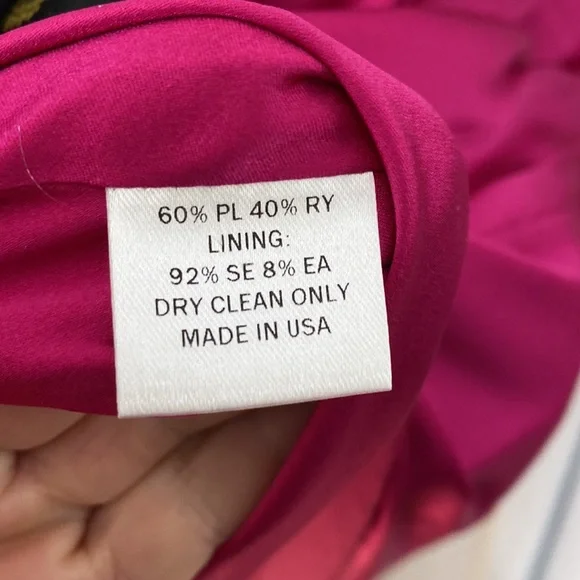 60% PL 40% RY
LINING:
92% SE 8% EA
DRY CLEAN ONLY
MADE IN USA